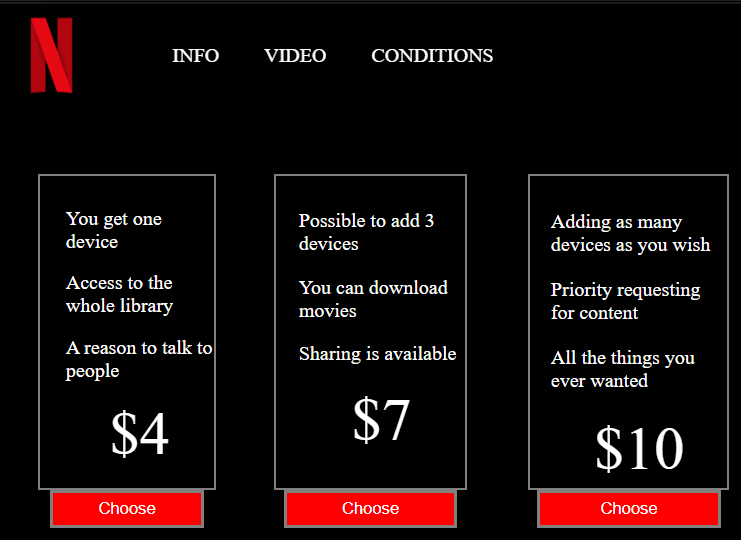 N
INFO VIDEO CONDITIONS
You get one
device
Access to the
whole library
A reason to talk to
people
$4
Choose
Possible to add 3
devices
You can download
movies
Sharing is available
$7
Choose
Adding as many
devices as you wish
Priority requesting
for content
All the things you
ever wanted
$10
Choose